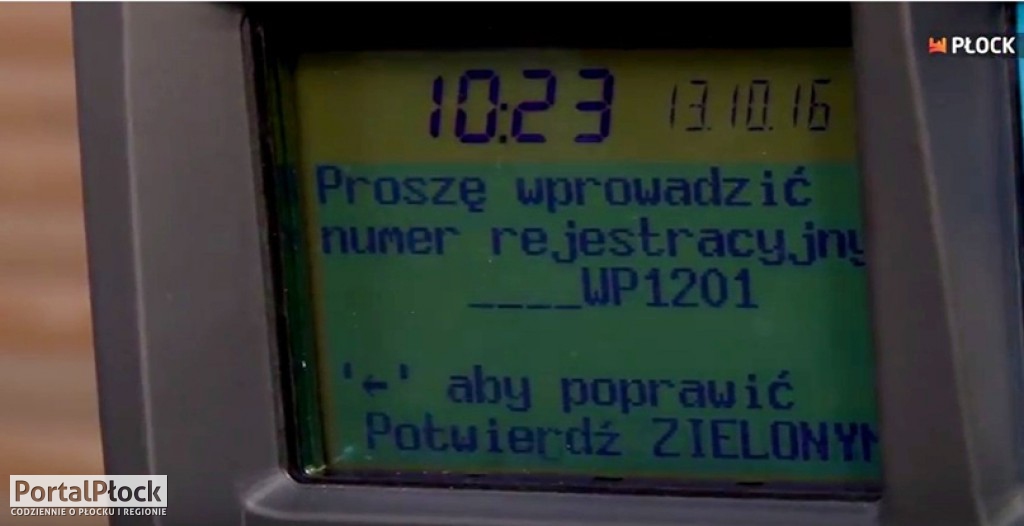 PŁOCK
10:23 13.10.16
Proszę wprowadzić
numer rejestracyjny
____WP1201
'←' aby poprawić
Potwierdź ZIELONYM
PortalPłock
CODZIENNIE O PŁOCKU I REGIONIE